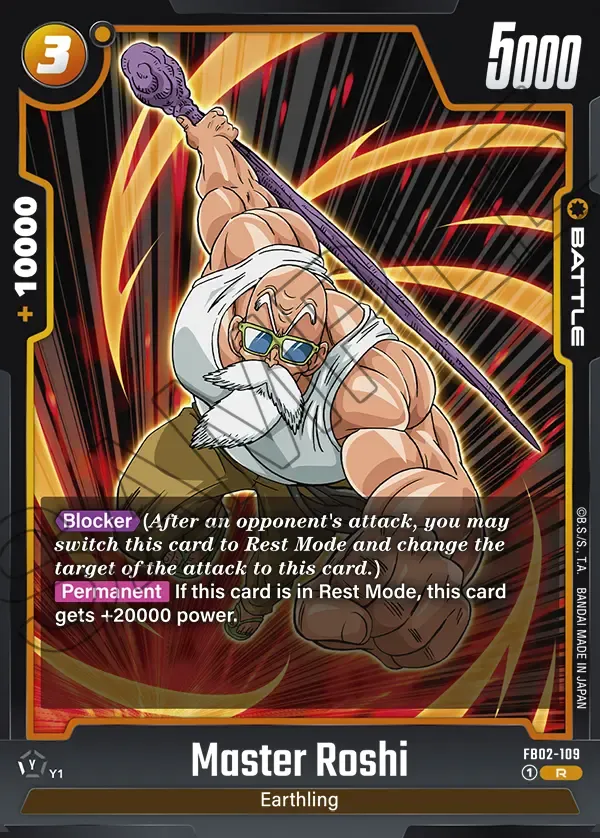 3
5000
+ 10000
BATTLE
SAMPLE
Blocker (After an opponent's attack, you may
switch this card to Rest Mode and change the
target of the attack to this card.)
Permanent If this card is in Rest Mode, this card
gets +20000 power.
©B.S./S., T.A. BANDAI MADE IN JAPAN
Master Roshi
FB02-109
Y Y1
1 R
Earthling